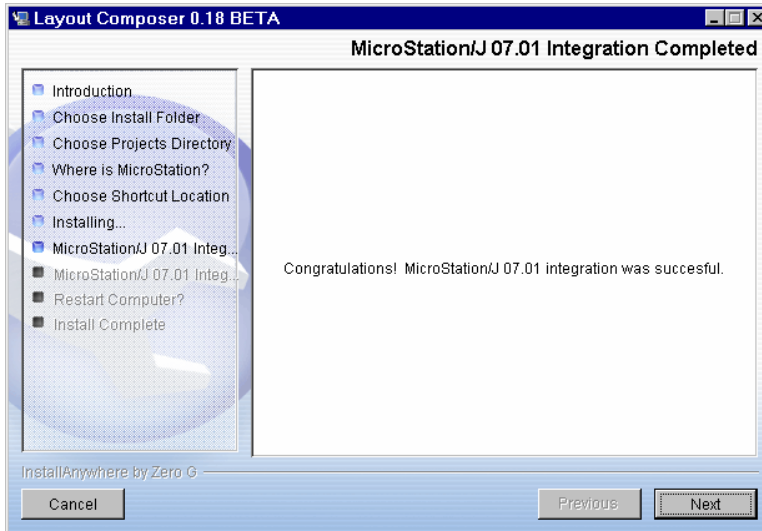 Layout Composer 0.18 BETA
MicroStation/J 07.01 Integration Completed
Introduction
Choose Install Folder
Choose Projects Directory
Where is MicroStation?
Choose Shortcut Location
Installing...
MicroStation/J 07.01 Integ...
MicroStation/J 07.01 Integ...
Restart Computer?
Install Complete
Congratulations! MicroStation/J 07.01 integration was succesful.
InstallAnywhere by Zero G
Cancel
Previous
Next